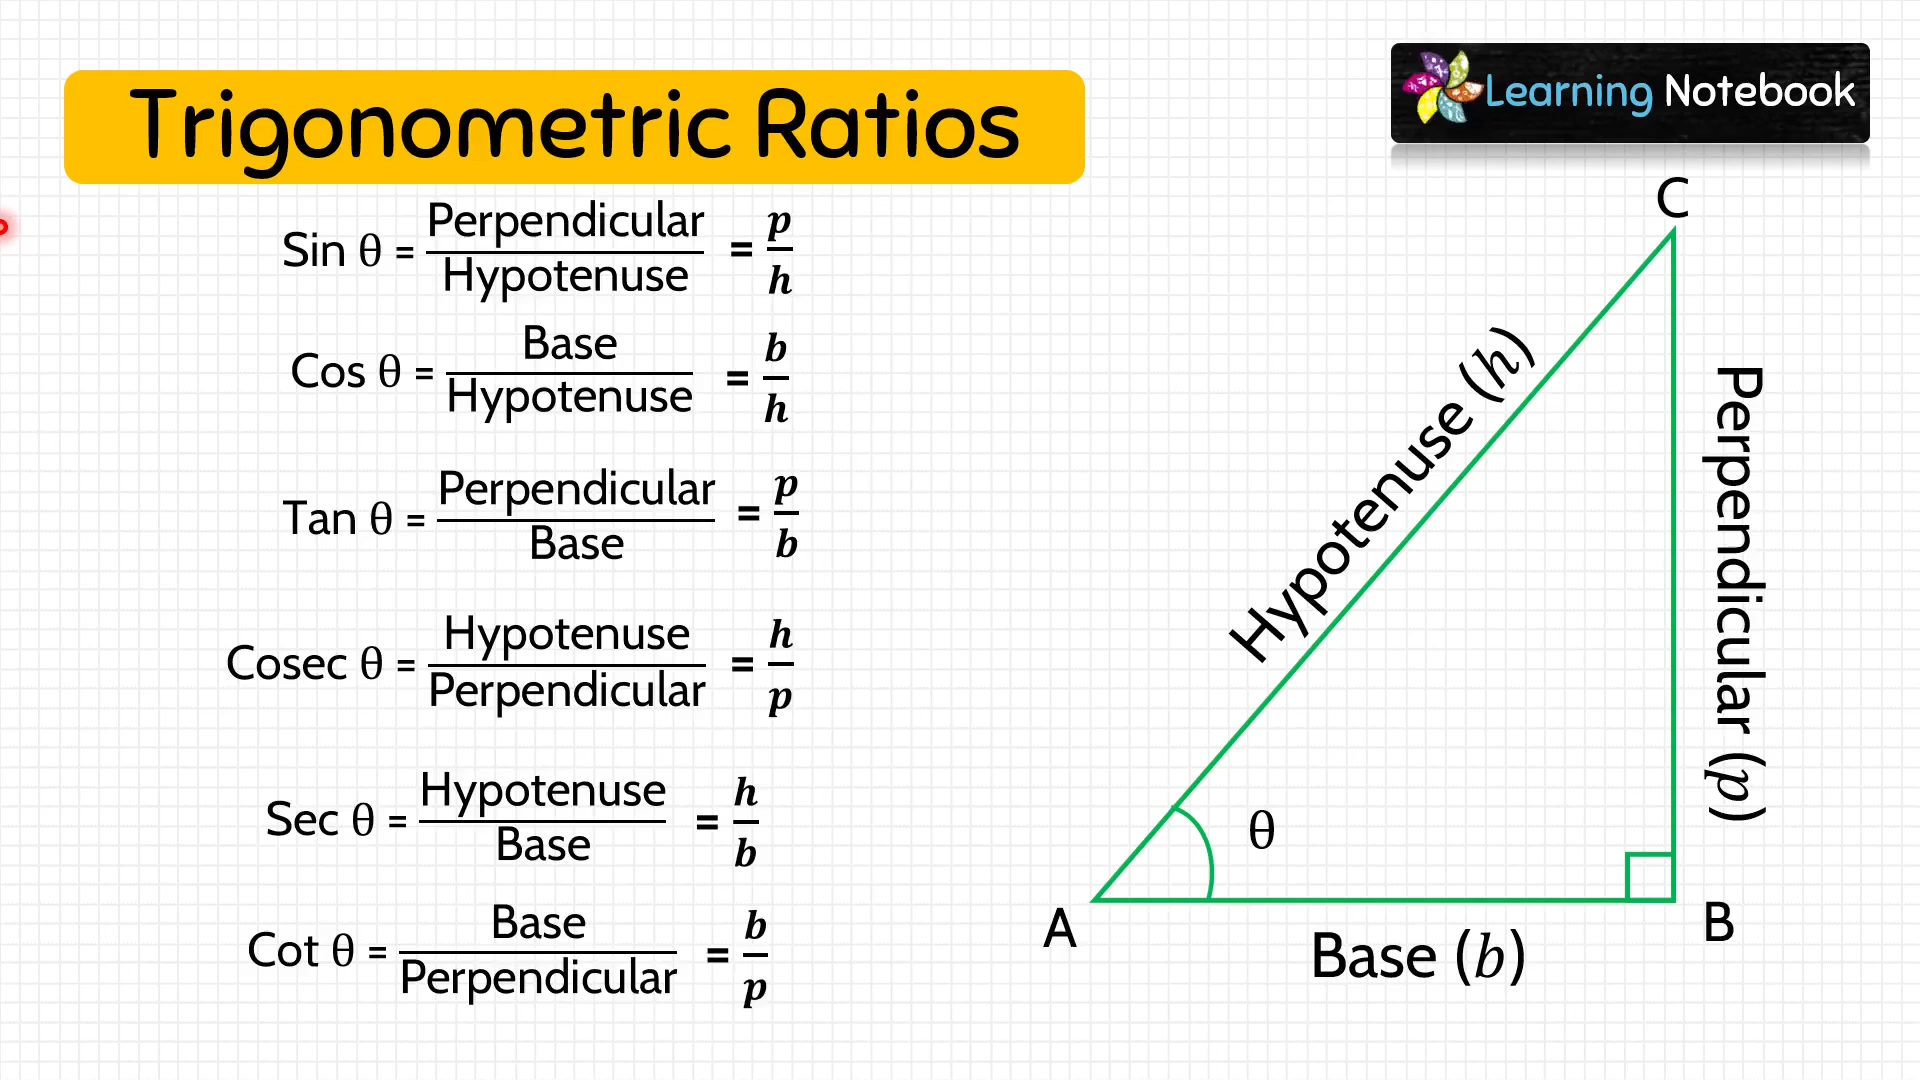 Trigonometric Ratios
Learning Notebook
Sin θ = Perpendicular / Hypotenuse = p / h
Cos θ = Base / Hypotenuse = b / h
Tan θ = Perpendicular / Base = p / b
Cosec θ = Hypotenuse / Perpendicular = h / p
Sec θ = Hypotenuse / Base = h / b
Cot θ = Base / Perpendicular = b / p
C
Hypotenuse (h)
Perpendicular (p)
θ
A
B
Base (b)